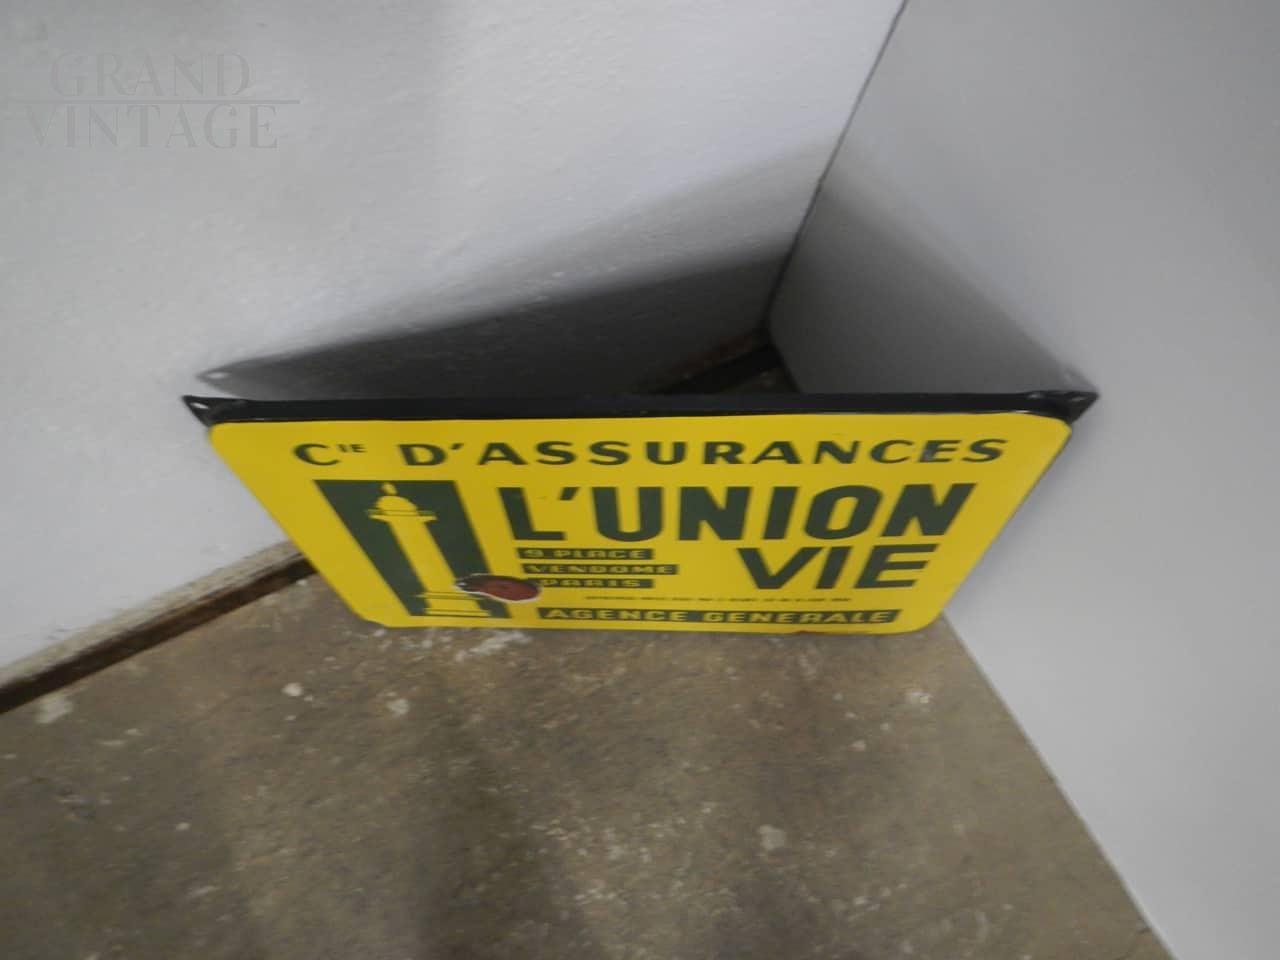 GRAND
VINTAGE
CIE D'ASSURANCES
L'UNION
VIE
9 PLACE
VENDOME
PARIS
AGENCE GENERALE